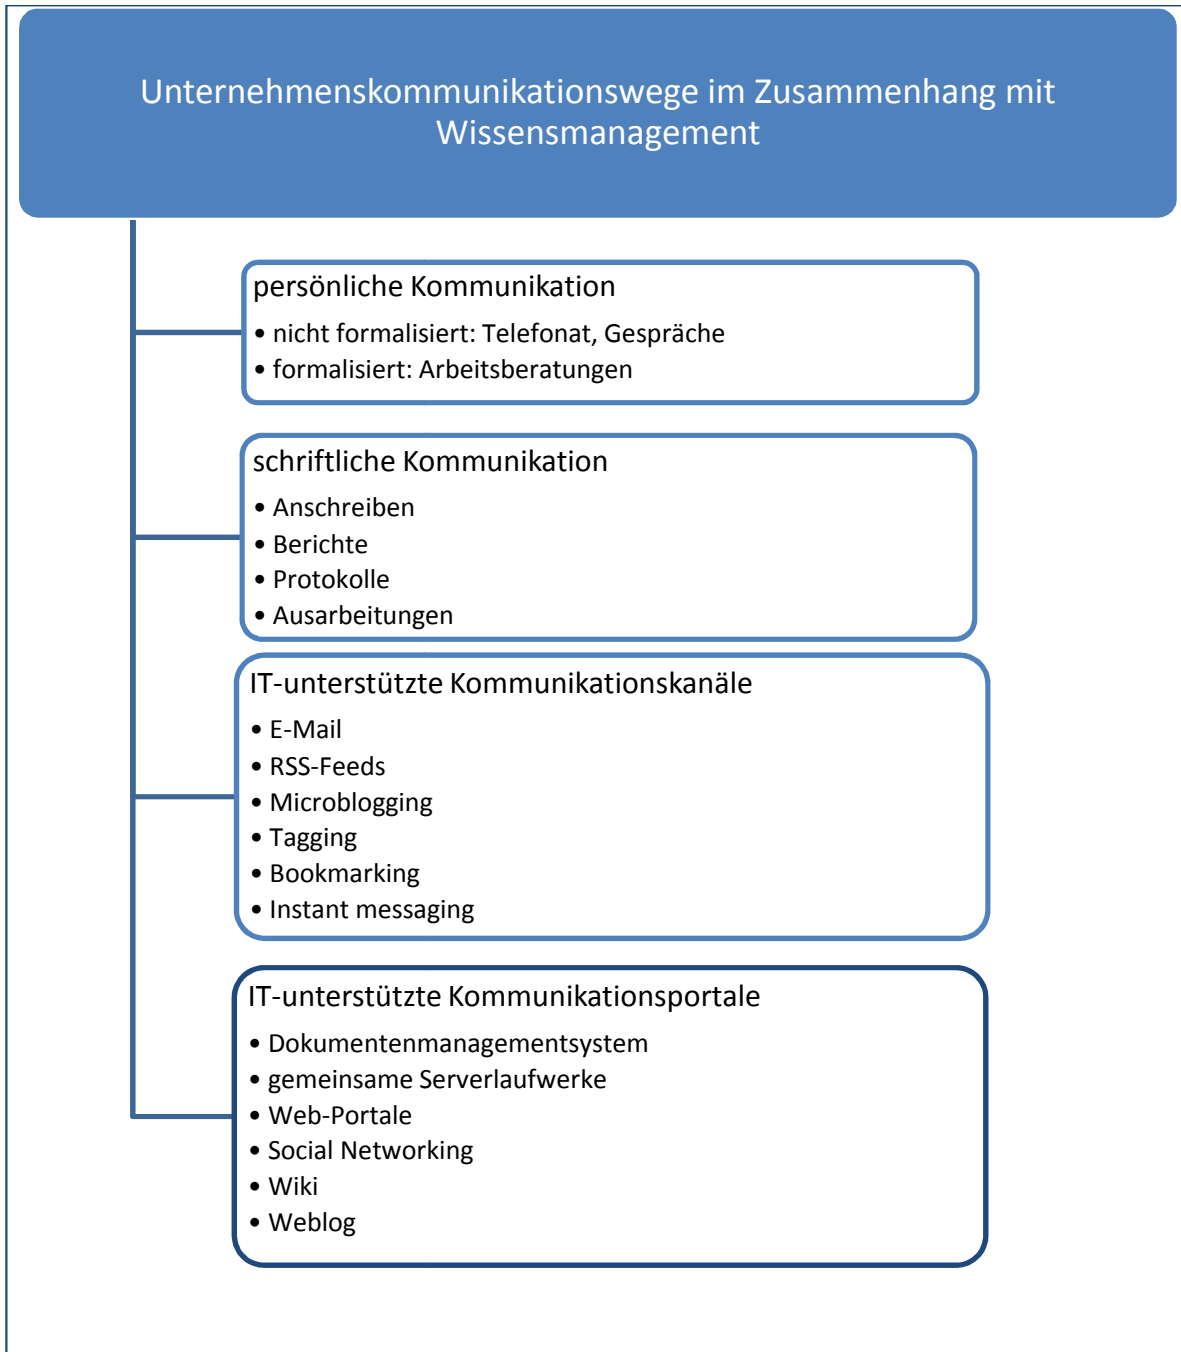 Unternehmenskommunikationswege im Zusammenhang mit
Wissensmanagement
persönliche Kommunikation
• nicht formalisiert: Telefonat, Gespräche
• formalisiert: Arbeitsberatungen
schriftliche Kommunikation
• Anschreiben
• Berichte
• Protokolle
• Ausarbeitungen
IT-unterstützte Kommunikationskanäle
• E-Mail
• RSS-Feeds
• Microblogging
• Tagging
• Bookmarking
• Instant messaging
IT-unterstützte Kommunikationsportale
• Dokumentenmanagementsystem
• gemeinsame Serverlaufwerke
• Web-Portale
• Social Networking
• Wiki
• Weblog